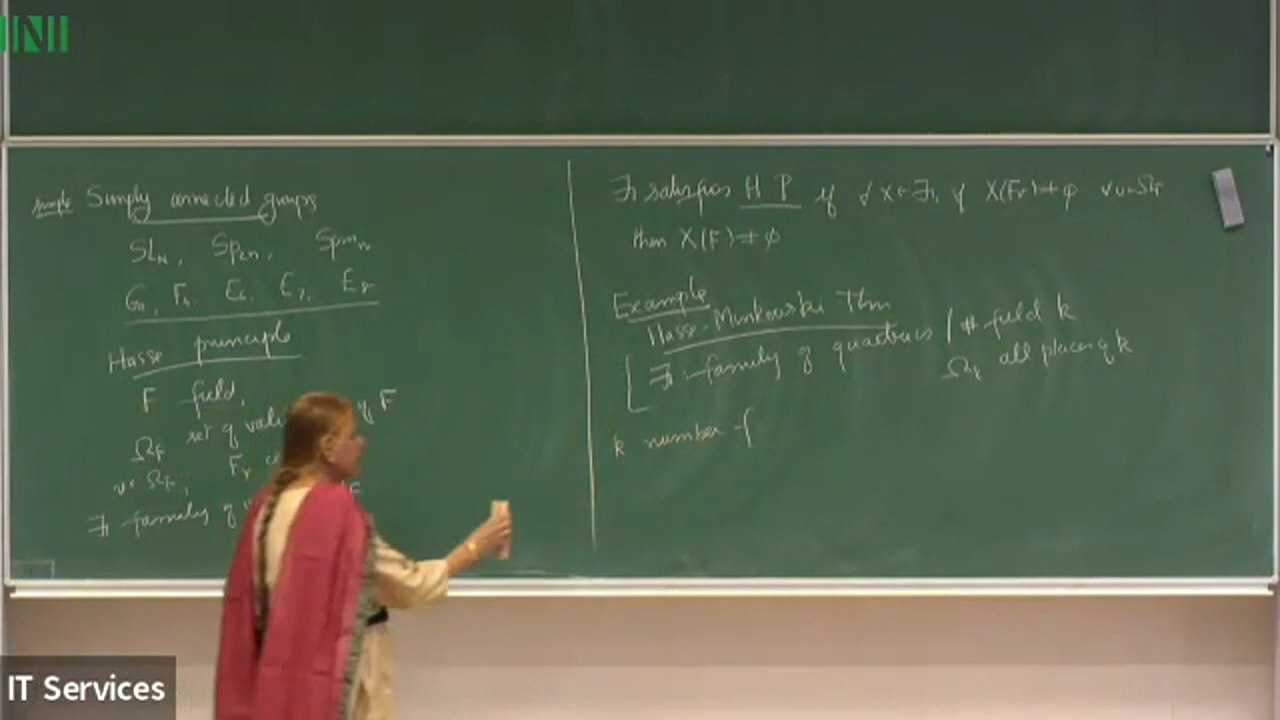 INI
simple Simply connected groups
SLn, Sp2n, Spinn
G2, F4, E6, E7, E8
Hasse principle
F field,
ΩF set of F
v ∈ ΩF, Fv
family of
satisfies H P if ∀ X ∈ , if X(Fv) ≠ φ ∀ v ∈ ΩF
then X(F) ≠ φ
Example
Hasse-Minkowski Thm
family of quadrics / # field k
Ωk all places of k
k number f
IT Services